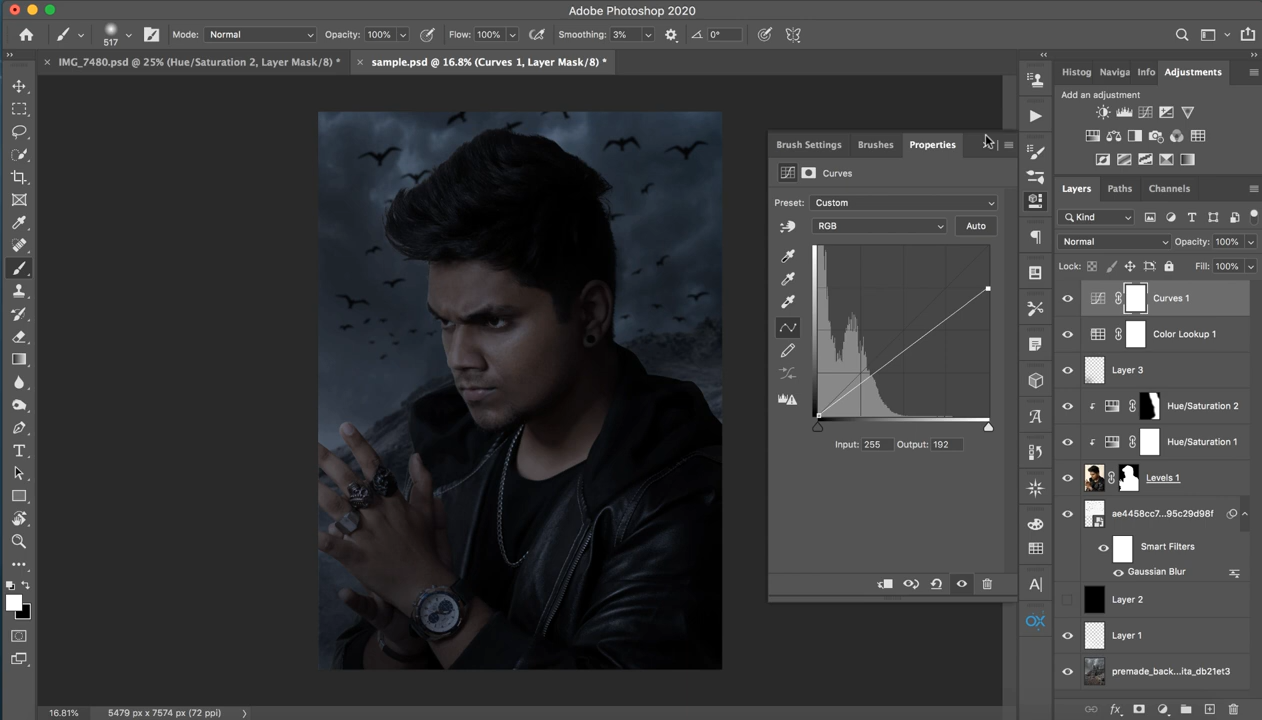 Adobe Photoshop 2020
517
Mode: Normal Opacity: 100% Flow: 100% Smoothing: 3% 0°
IMG_7480.psd @ 25% (Hue/Saturation 2, Layer Mask/8) *
sample.psd @ 16.8% (Curves 1, Layer Mask/8) *
Brush Settings Brushes Properties
Curves
Preset: Custom
RGB Auto
Input: 255 Output: 192
Histog Naviga Info Adjustments
Add an adjustment
Layers Paths Channels
Kind
Normal Opacity: 100%
Lock: Fill: 100%
Curves 1
Color Lookup 1
Layer 3
Hue/Saturation 2
Hue/Saturation 1
Levels 1
ae4458cc7...95c29d98f
Smart Filters
Gaussian Blur
Layer 2
Layer 1
premade_back...ita_db21et3
16.81% 5479 px x 7574 px (72 ppi)